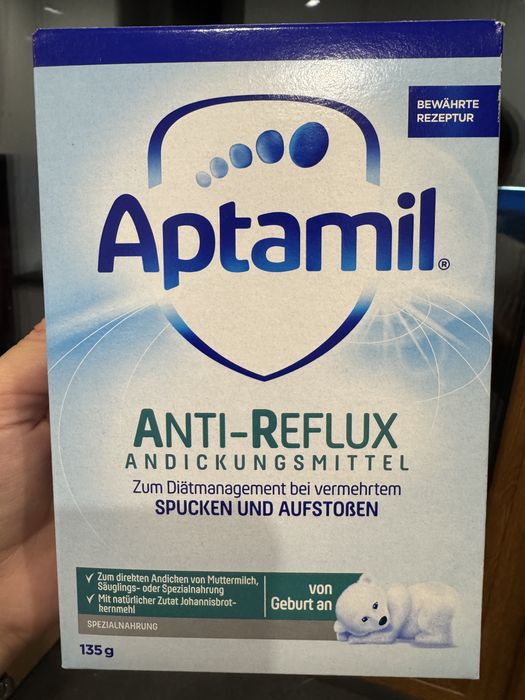 BEWÄHRTE
REZEPTUR
Aptamil®
ANTI-REFLUX
ANDICKUNGSMITTEL
Zum Diätmanagement bei vermehrtem
SPUCKEN UND AUFSTOßEN
✓ Zum direkten Andicken von Muttermilch,
Säuglings- oder Spezialnahrung
✓ Mit natürlicher Zutat Johannisbrot-
kernmehl
von
Geburt an
SPEZIALNAHRUNG
135 g